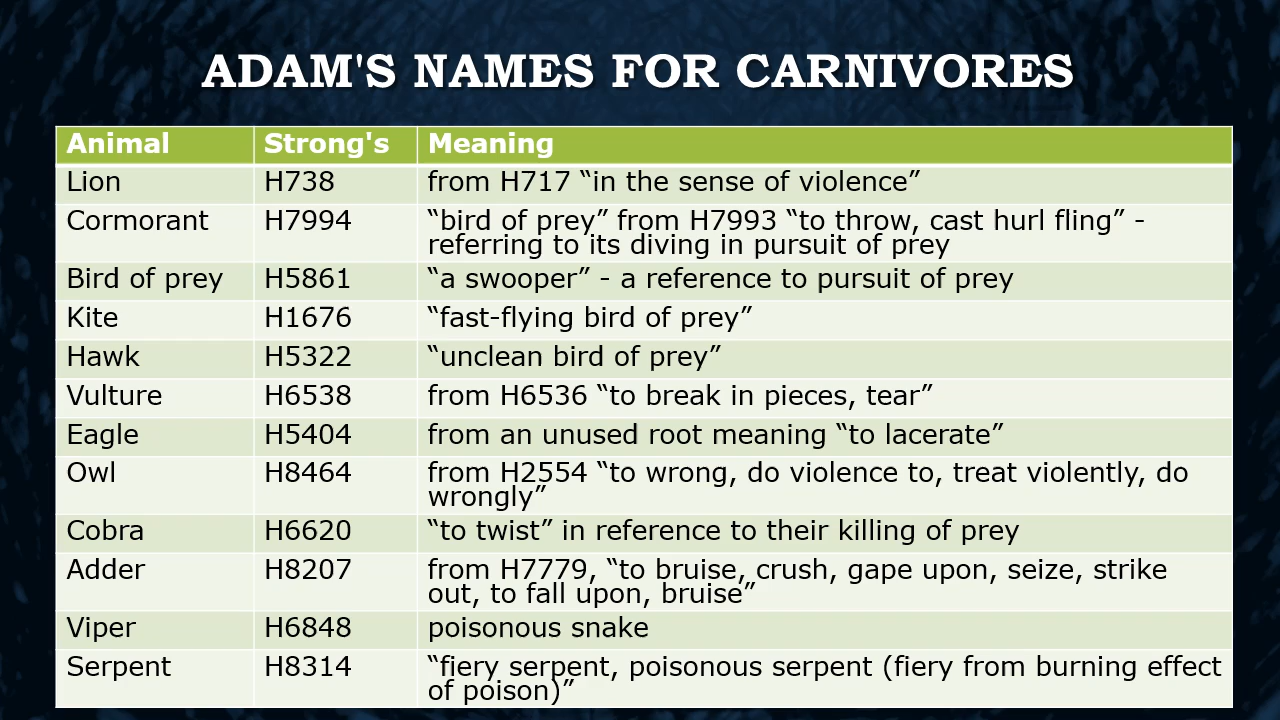 ADAM'S NAMES FOR CARNIVORES
Animal Strong's Meaning
Lion H738 from H717 “in the sense of violence”
Cormorant H7994 “bird of prey” from H7993 “to throw, cast hurl fling” -
referring to its diving in pursuit of prey
Bird of prey H5861 “a swooper” - a reference to pursuit of prey
Kite H1676 “fast-flying bird of prey”
Hawk H5322 “unclean bird of prey”
Vulture H6538 from H6536 “to break in pieces, tear”
Eagle H5404 from an unused root meaning “to lacerate”
Owl H8464 from H2554 “to wrong, do violence to, treat violently, do
wrongly”
Cobra H6620 “to twist” in reference to their killing of prey
Adder H8207 from H7779, “to bruise, crush, gape upon, seize, strike
out, to fall upon, bruise”
Viper H6848 poisonous snake
Serpent H8314 “fiery serpent, poisonous serpent (fiery from burning effect
of poison)”